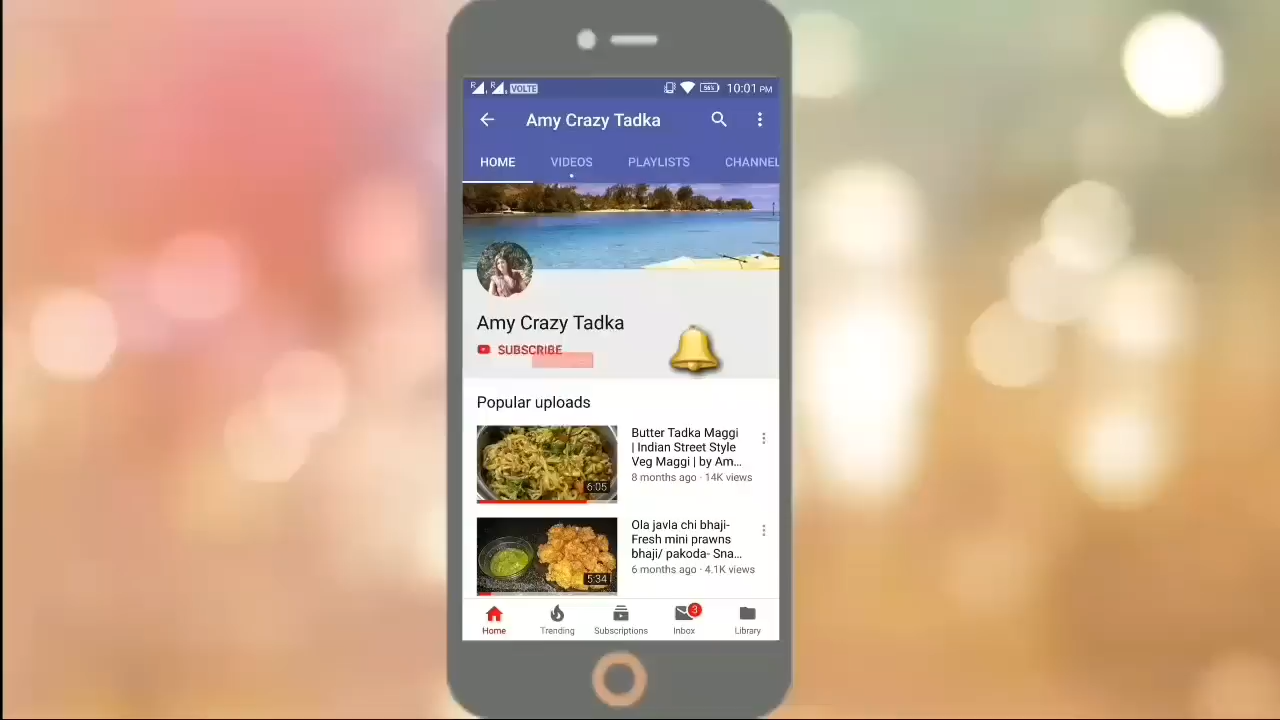 R R VOLTE 56% 10:01 PM
Amy Crazy Tadka
HOME VIDEOS PLAYLISTS CHANNEL
Amy Crazy Tadka
SUBSCRIBE
Popular uploads
Butter Tadka Maggi
| Indian Street Style
Veg Maggi | by Am...
8 months ago · 14K views
6:05
Ola javla chi bhaji-
Fresh mini prawns
bhaji/ pakoda- Sna...
6 months ago · 4.1K views
5:34
3
Home Trending Subscriptions Inbox Library